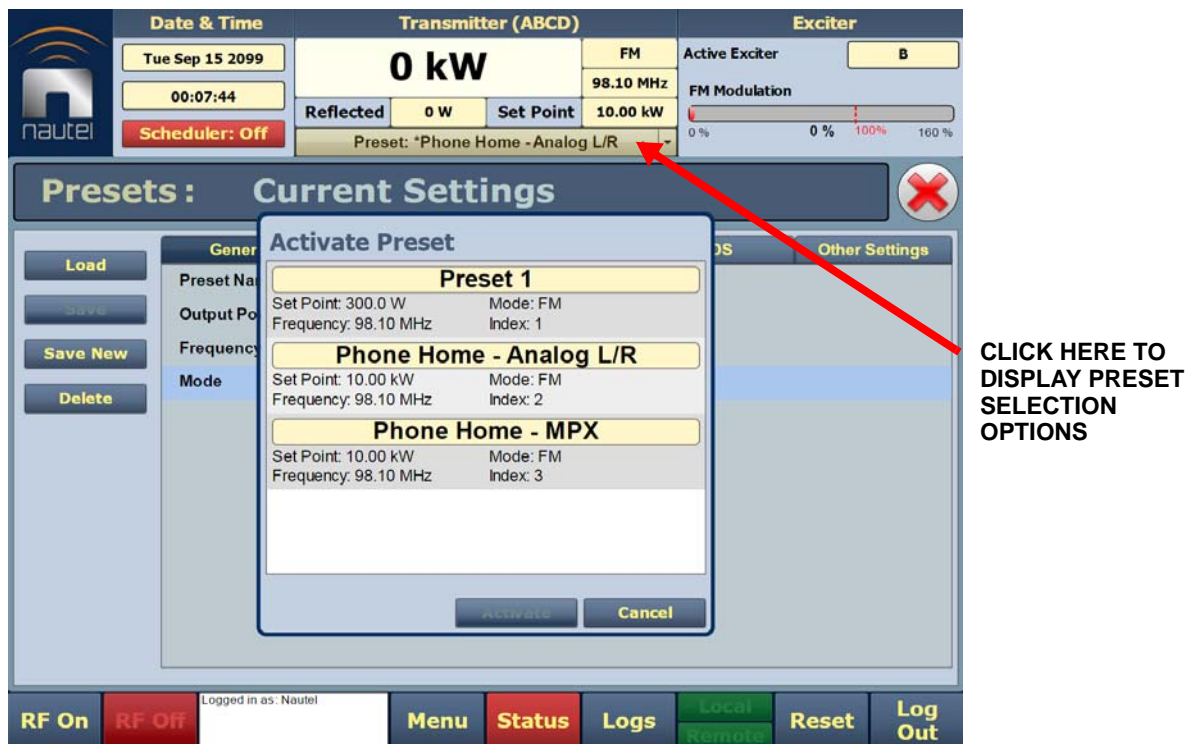 Date & Time
Transmitter (ABCD)
Exciter
nautel
Tue Sep 15 2099
00:07:44
Scheduler: Off
0 kW
FM
98.10 MHz
Reflected
0 W
Set Point
10.00 kW
Preset: *Phone Home - Analog L/R
Active Exciter
B
FM Modulation
0 %
0 %
100%
160 %
Presets: Current Settings
Load
Save
Save New
Delete
Gener
DS
Other Settings
Preset Na
Output Po
Frequency
Mode
Activate Preset
Preset 1
Set Point: 300.0 W Mode: FM
Frequency: 98.10 MHz Index: 1
Phone Home - Analog L/R
Set Point: 10.00 kW Mode: FM
Frequency: 98.10 MHz Index: 2
Phone Home - MPX
Set Point: 10.00 kW Mode: FM
Frequency: 98.10 MHz Index: 3
Activate
Cancel
CLICK HERE TO
DISPLAY PRESET
SELECTION
OPTIONS
RF On
RF Off
Logged in as: Nautel
Menu
Status
Logs
Local
Remote
Reset
Log
Out